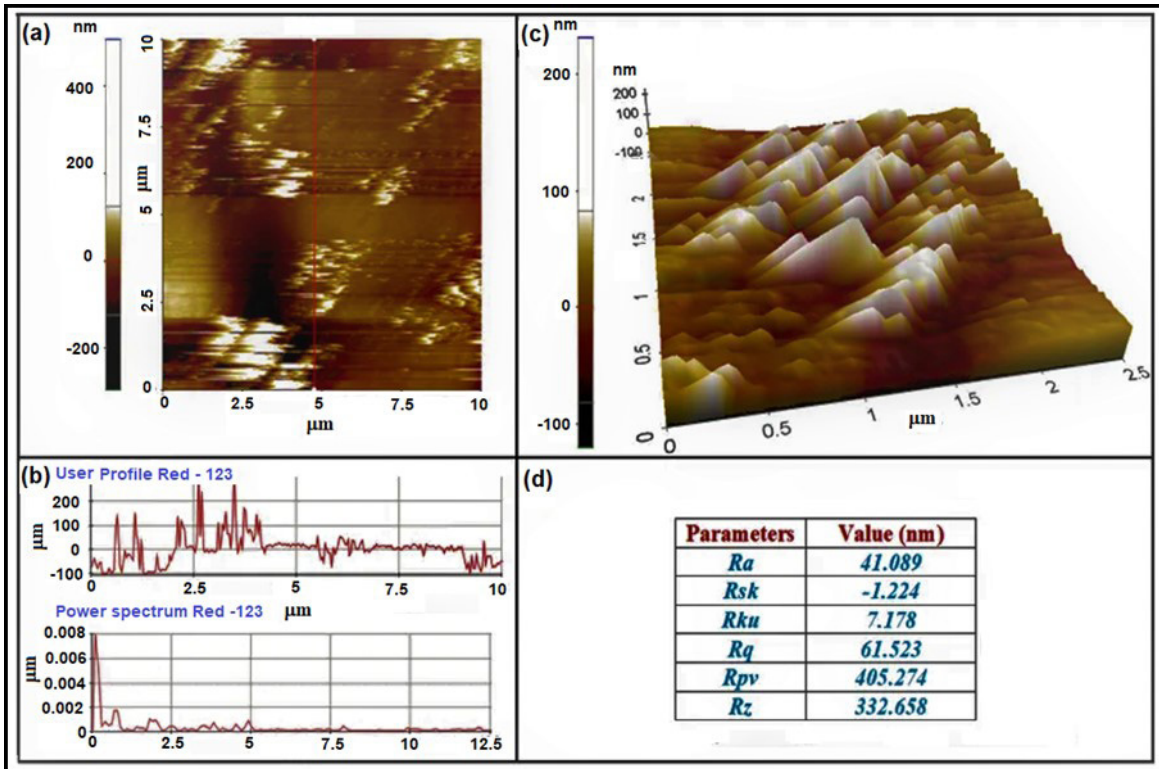 (a)
nm
400
200
0
-200
10
7.5
μm
5
2.5
0
0 2.5 5 7.5 10
μm
(c)
nm
200
100
0
-100
nm
200
100
0
-100
2
1.5
1
0.5
0
0 0.5 1 1.5 2 2.5
μm
(b) User Profile Red - 123
μm
200
100
0
-100
0 2.5 5 7.5 10
μm
Power spectrum Red -123
μm
0.008
0.006
0.004
0.002
0
0 2.5 5 7.5 10 12.5
(d)
Parameters Value (nm)
Ra 41.089
Rsk -1.224
Rku 7.178
Rq 61.523
Rpv 405.274
Rz 332.658